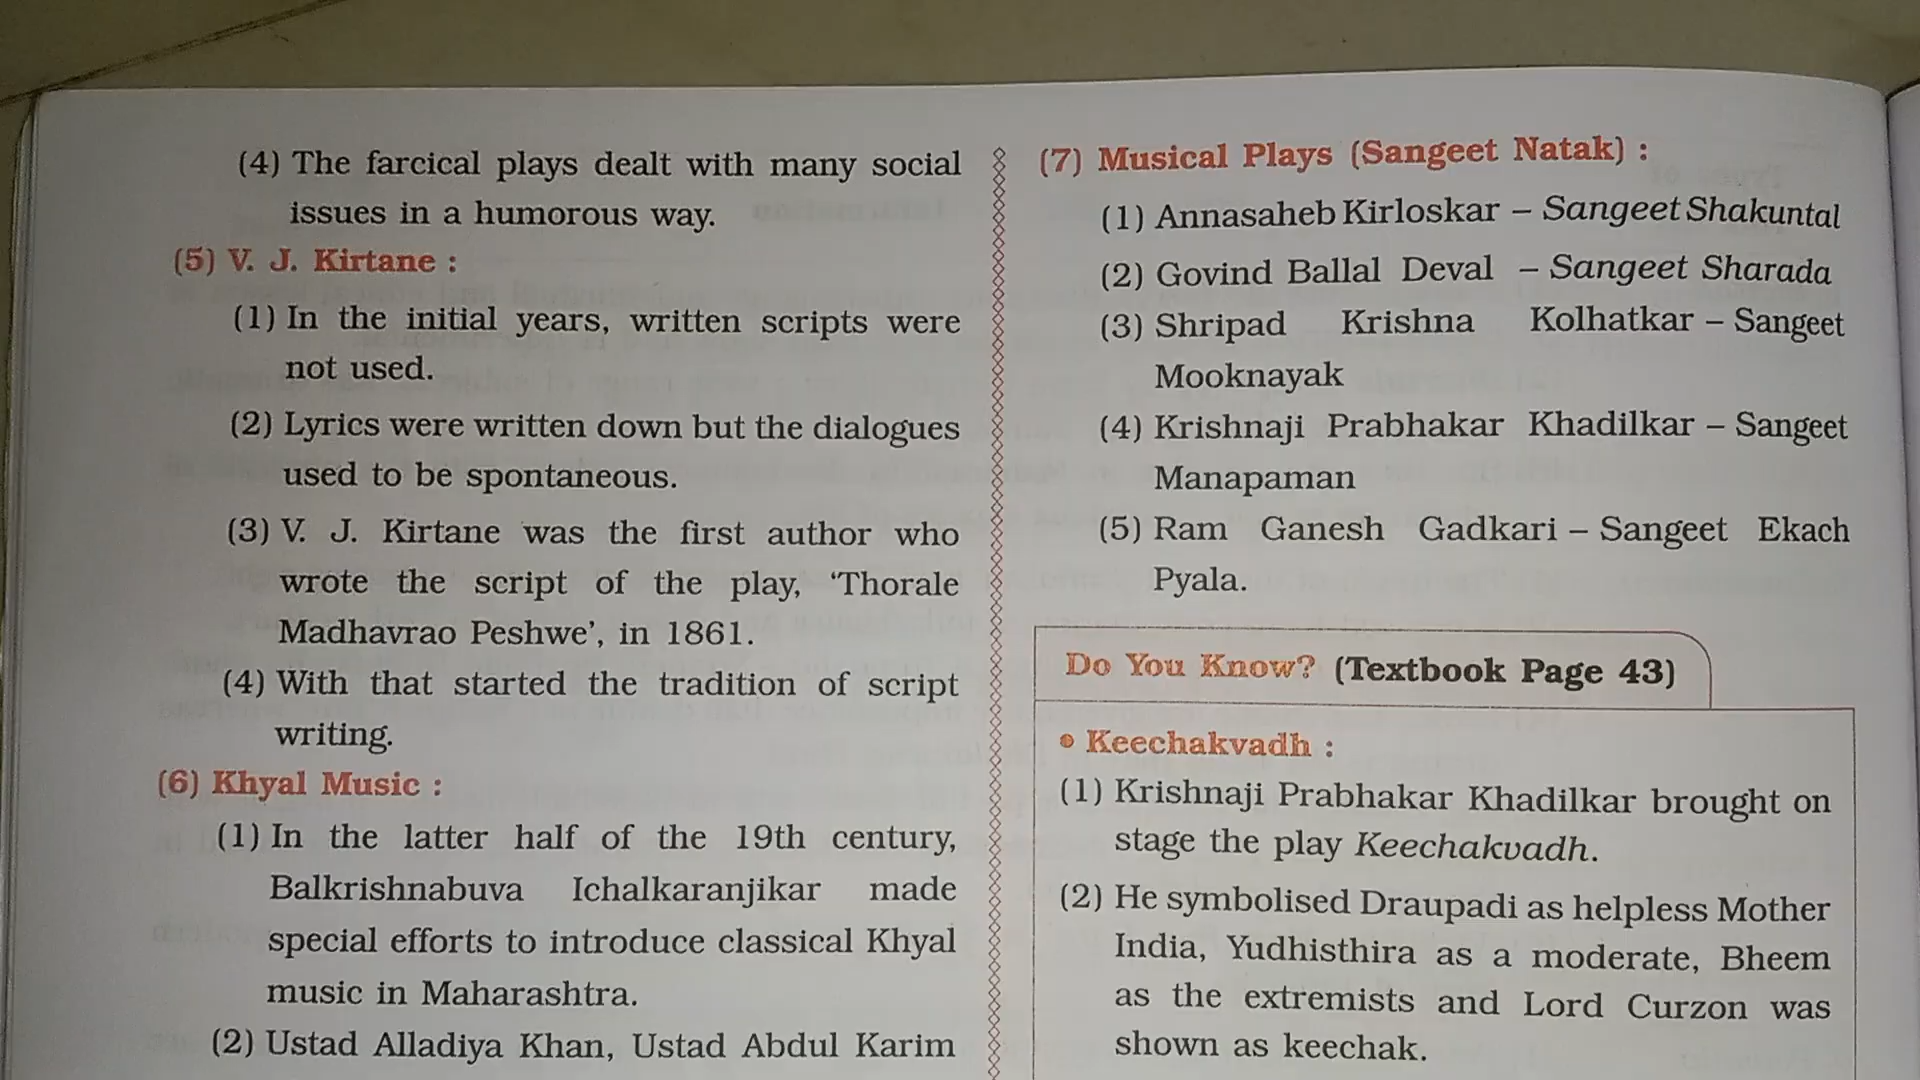 (4) The farcical plays dealt with many social
issues in a humorous way.
(5) V. J. Kirtane :
(1) In the initial years, written scripts were
not used.
(2) Lyrics were written down but the dialogues
used to be spontaneous.
(3) V. J. Kirtane was the first author who
wrote the script of the play, ‘Thorale
Madhavrao Peshwe’, in 1861.
(4) With that started the tradition of script
writing.
(6) Khyal Music :
(1) In the latter half of the 19th century,
Balkrishnabuva Ichalkaranjikar made
special efforts to introduce classical Khyal
music in Maharashtra.
(2) Ustad Alladiya Khan, Ustad Abdul Karim
(7) Musical Plays (Sangeet Natak) :
(1) Annasaheb Kirloskar – Sangeet Shakuntal
(2) Govind Ballal Deval – Sangeet Sharada
(3) Shripad Krishna Kolhatkar – Sangeet
Mooknayak
(4) Krishnaji Prabhakar Khadilkar – Sangeet
Manapaman
(5) Ram Ganesh Gadkari – Sangeet Ekach
Pyala.
Do You Know? (Textbook Page 43)
• Keechakvadh :
(1) Krishnaji Prabhakar Khadilkar brought on
stage the play Keechakvadh.
(2) He symbolised Draupadi as helpless Mother
India, Yudhisthira as a moderate, Bheem
as the extremists and Lord Curzon was
shown as keechak.